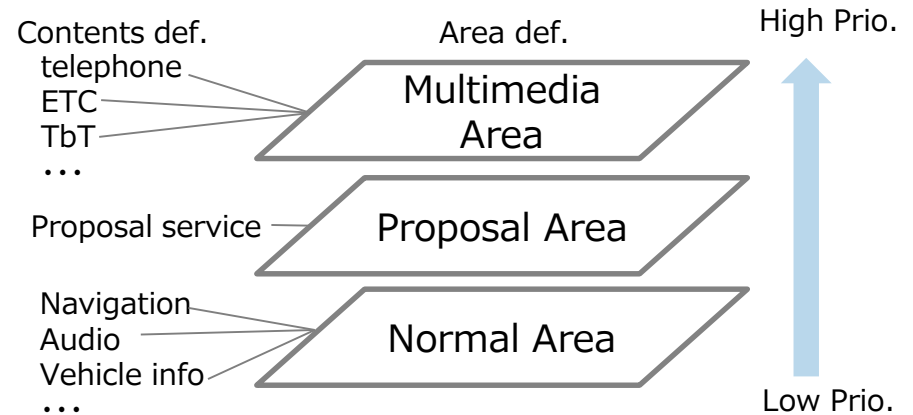 Contents def.
Area def.
High Prio.
telephone
ETC
TbT
...
Multimedia
Area
Proposal service
Proposal Area
Navigation
Audio
Vehicle info
...
Normal Area
Low Prio.